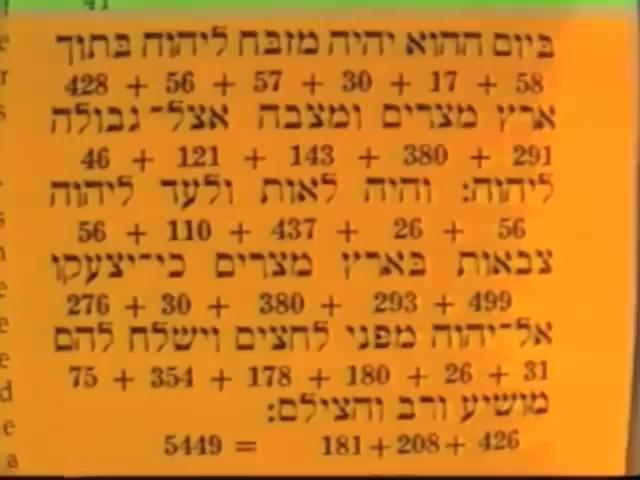 ביום ההוא יהיה מזבח ליהוה בתוך
428 + 56 + 57 + 30 + 17 + 58
ארץ מצרים ומצבה אצל־גבולה
46 + 121 + 143 + 380 + 291
ליהוה: והיה לאות ולעד ליהוה
56 + 110 + 437 + 26 + 56
צבאות בארץ מצרים כי־יצעקו
276 + 30 + 380 + 293 + 499
אל־יהוה מפני לחצים וישלח להם
75 + 354 + 178 + 180 + 26 + 31
מושיע ורב והצילם:
5449 = 181 + 208 + 426